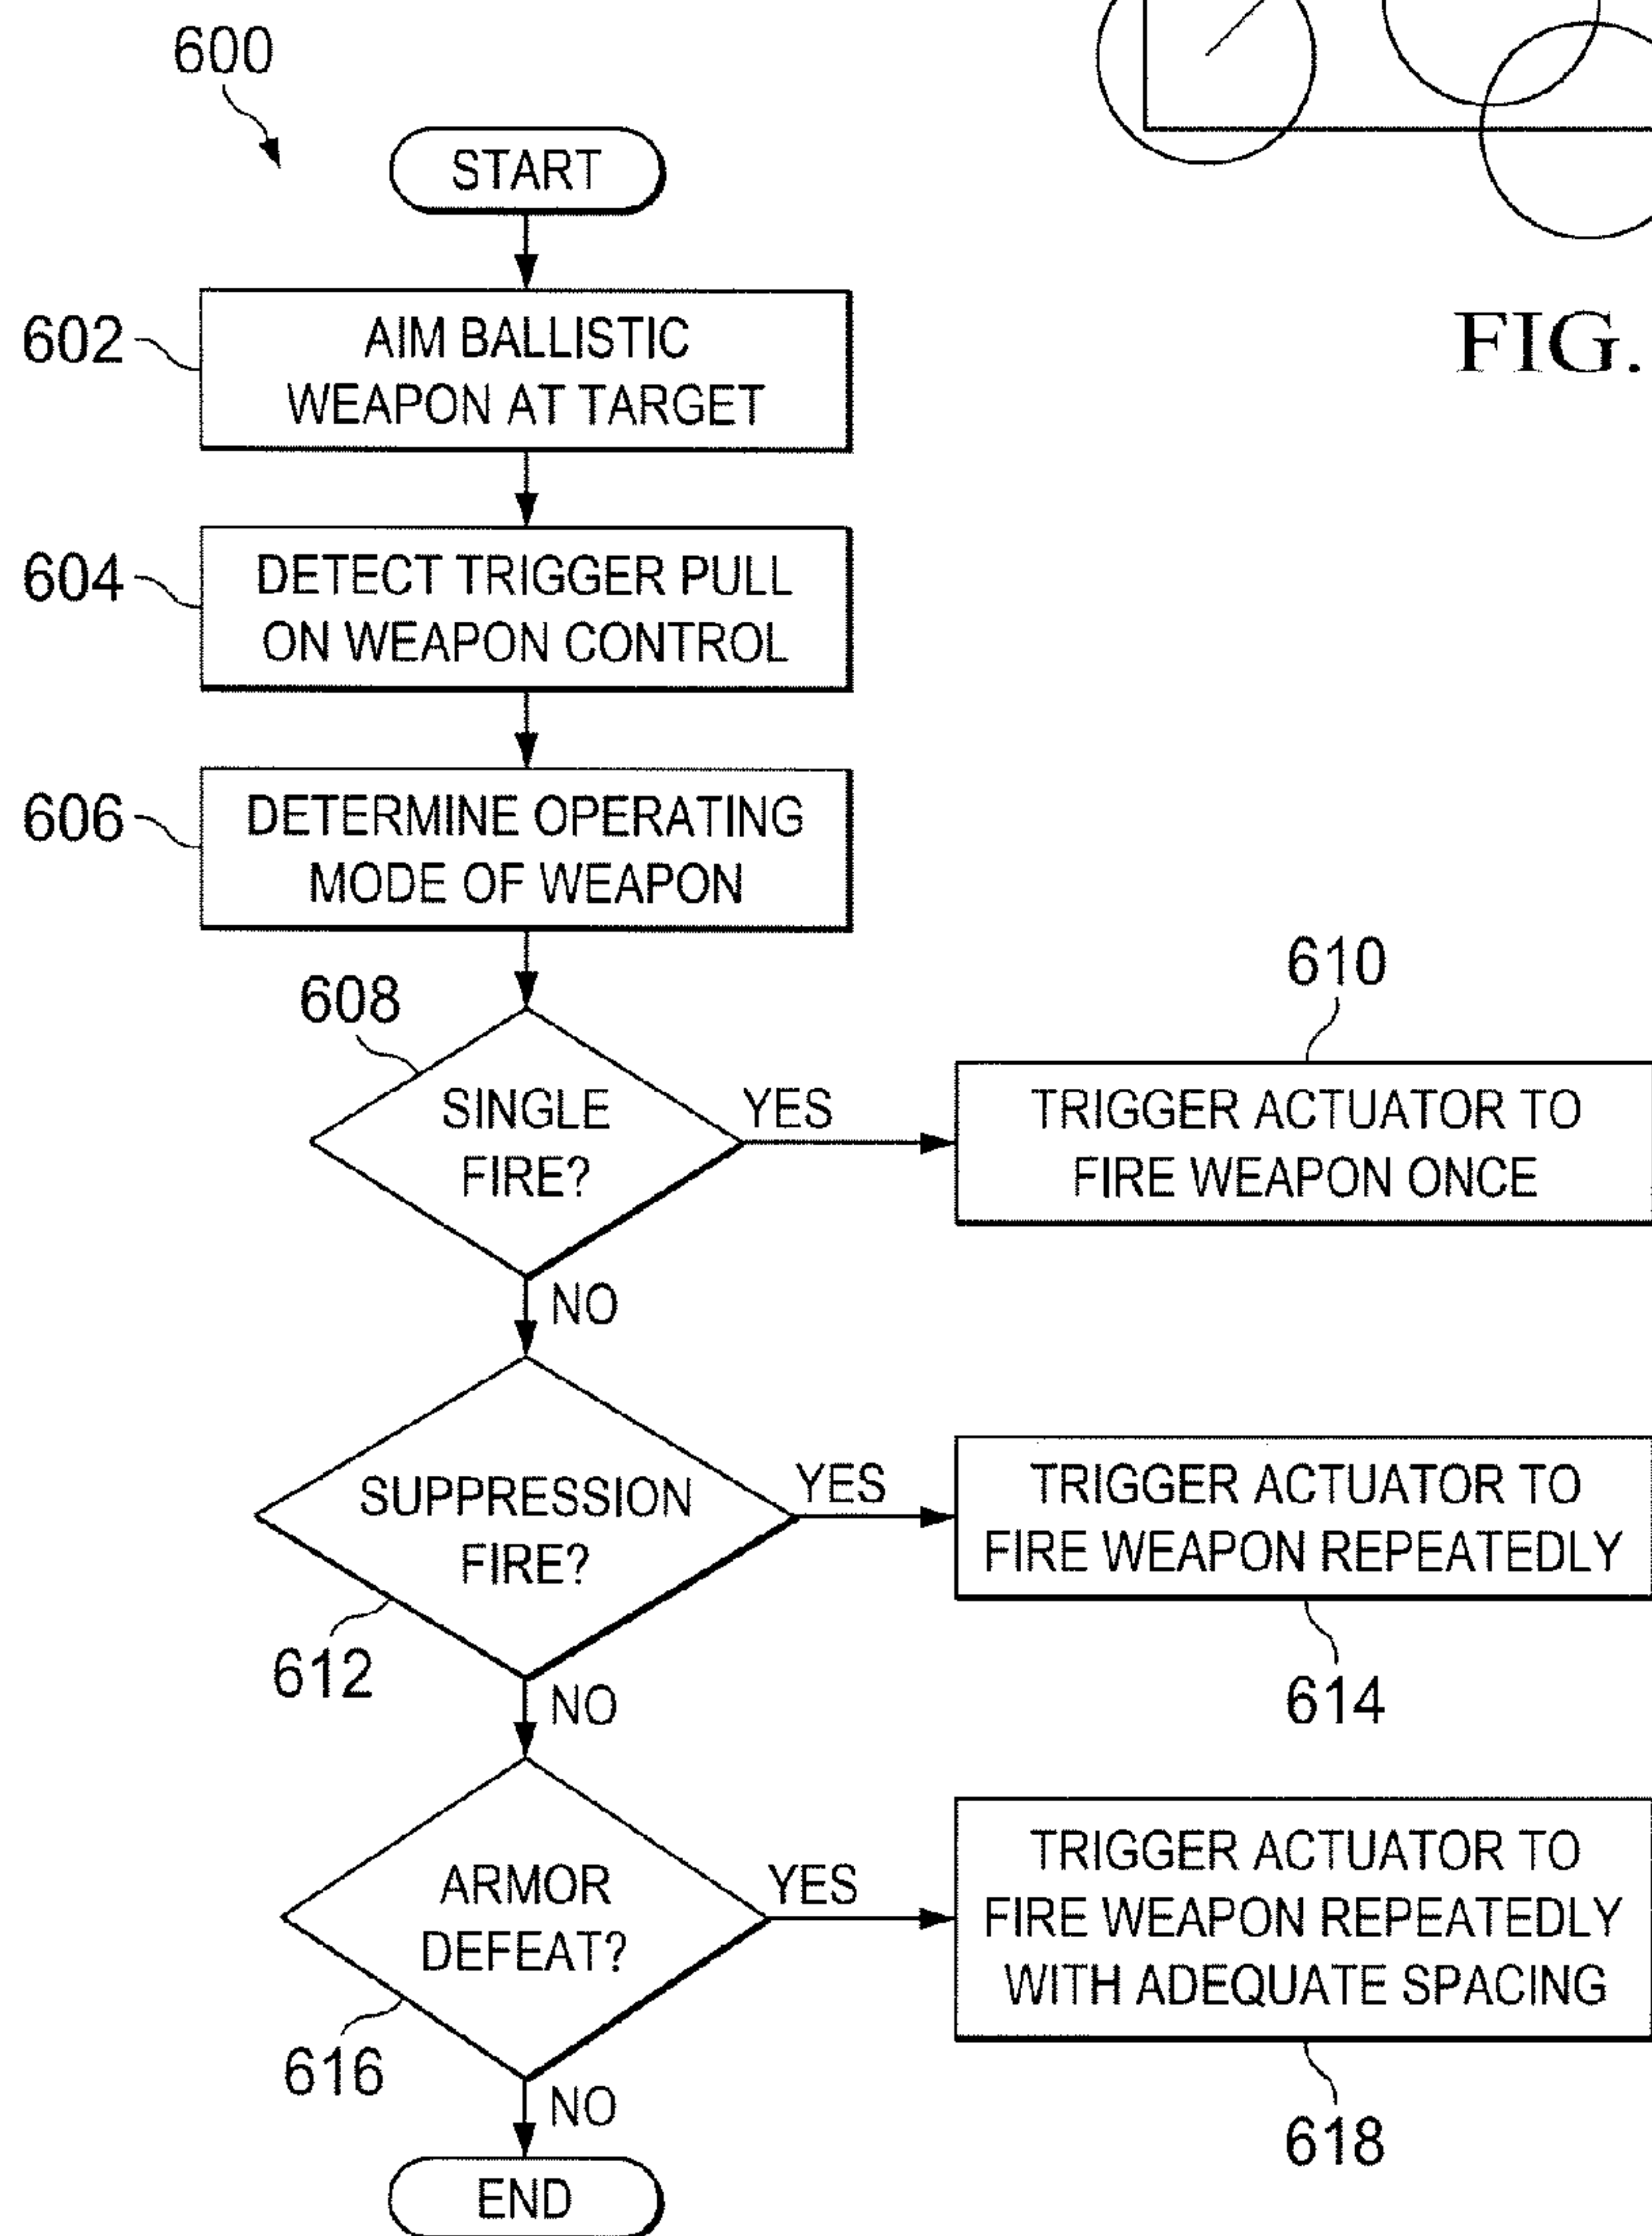 600
START
602
AIM BALLISTIC
WEAPON AT TARGET
FIG.
604
DETECT TRIGGER PULL
ON WEAPON CONTROL
606
DETERMINE OPERATING
MODE OF WEAPON
608
SINGLE
FIRE?
YES
610
TRIGGER ACTUATOR TO
FIRE WEAPON ONCE
NO
612
SUPPRESSION
FIRE?
YES
TRIGGER ACTUATOR TO
FIRE WEAPON REPEATEDLY
614
NO
616
ARMOR
DEFEAT?
YES
TRIGGER ACTUATOR TO
FIRE WEAPON REPEATEDLY
WITH ADEQUATE SPACING
618
NO
END